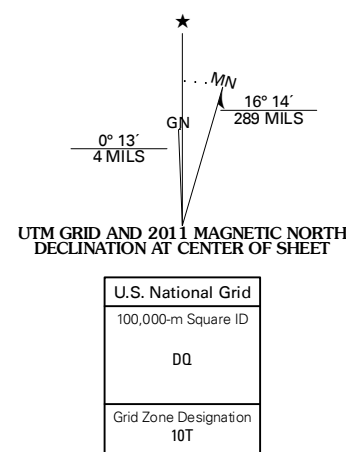 ★
MN
GN
16° 14´
289 MILS
0° 13´
4 MILS
UTM GRID AND 2011 MAGNETIC NORTH
DECLINATION AT CENTER OF SHEET
U.S. National Grid
100,000-m Square ID
DQ
Grid Zone Designation
10T